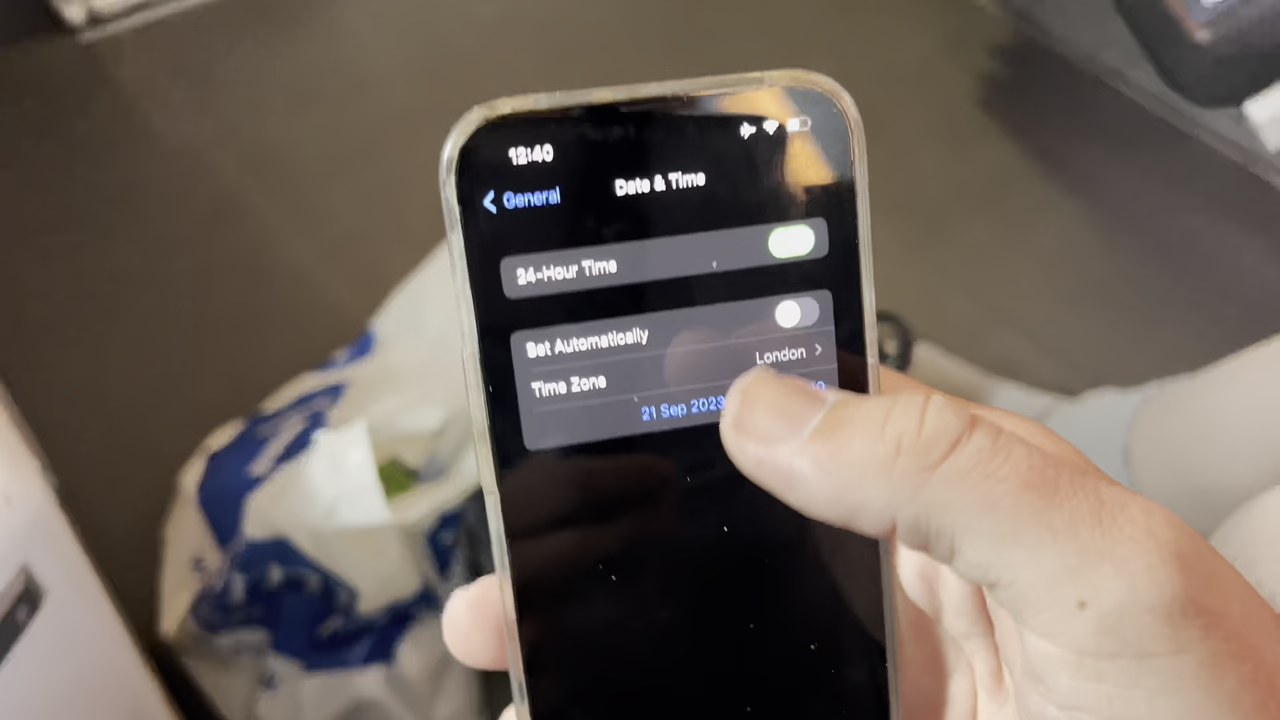 12:40
General
Date & Time
24-Hour Time
Set Automatically
Time Zone
London
21 Sep 2023